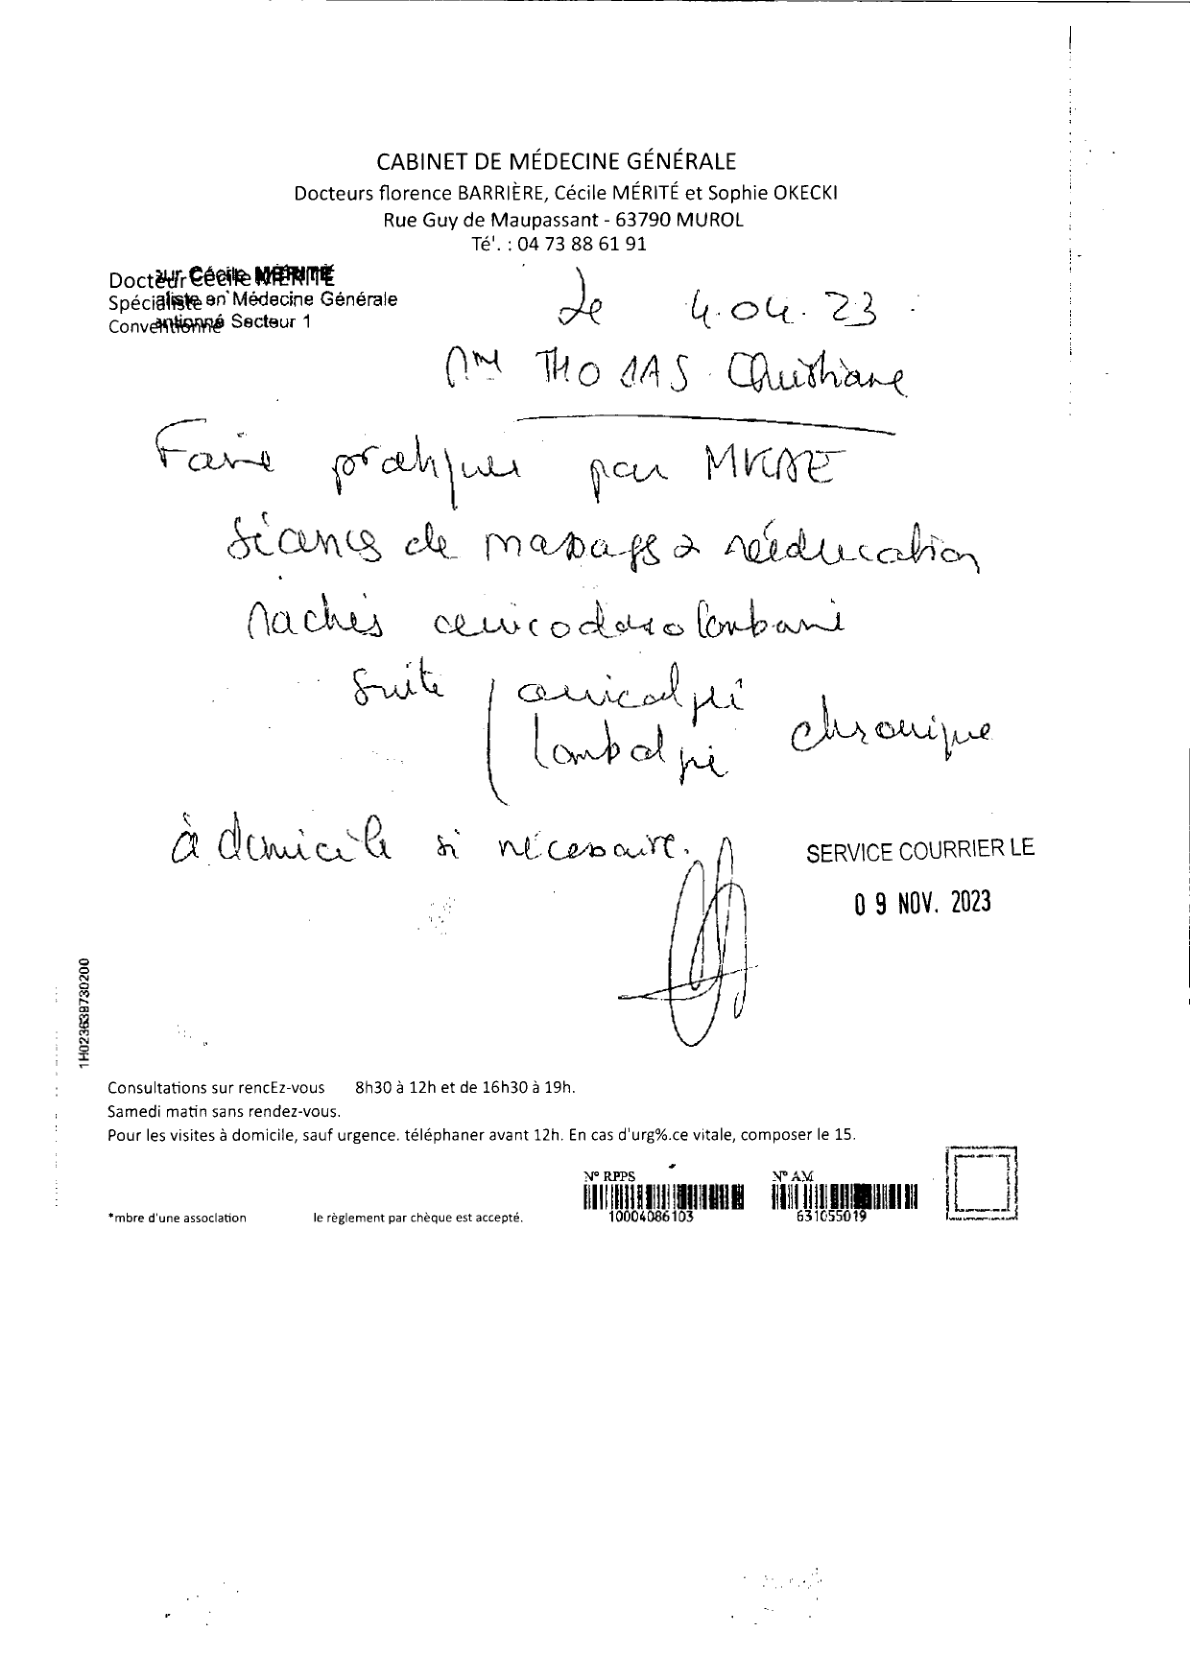 CABINET DE MÉDECINE GÉNÉRALE
Docteurs florence BARRIÈRE, Cécile MÉRITÉ et Sophie OKECKI
Rue Guy de Maupassant - 63790 MUROL
Té'. : 04 73 88 61 91
Docteur Cécile MÉRITÉ
Spécialiste en Médecine Générale
Conventionné Secteur 1
Le 4.04.23
Mme THOMAS Christiane
Faire pratiquer par MKDE
séances de massages & rééducation
rachis cervicodorsolombaire
suite cervicalgie
lombalgie chronique
à domicile si nécessaire.
SERVICE COURRIER LE
09 NOV. 2023
1H023639730200
Consultations sur rencEz-vous 8h30 à 12h et de 16h30 à 19h.
Samedi matin sans rendez-vous.
Pour les visites à domicile, sauf urgence. téléphaner avant 12h. En cas d'urg%.ce vitale, composer le 15.
N° RPPS N° AM
10004086103 631055019
*mbre d'une association le règlement par chèque est accepté.